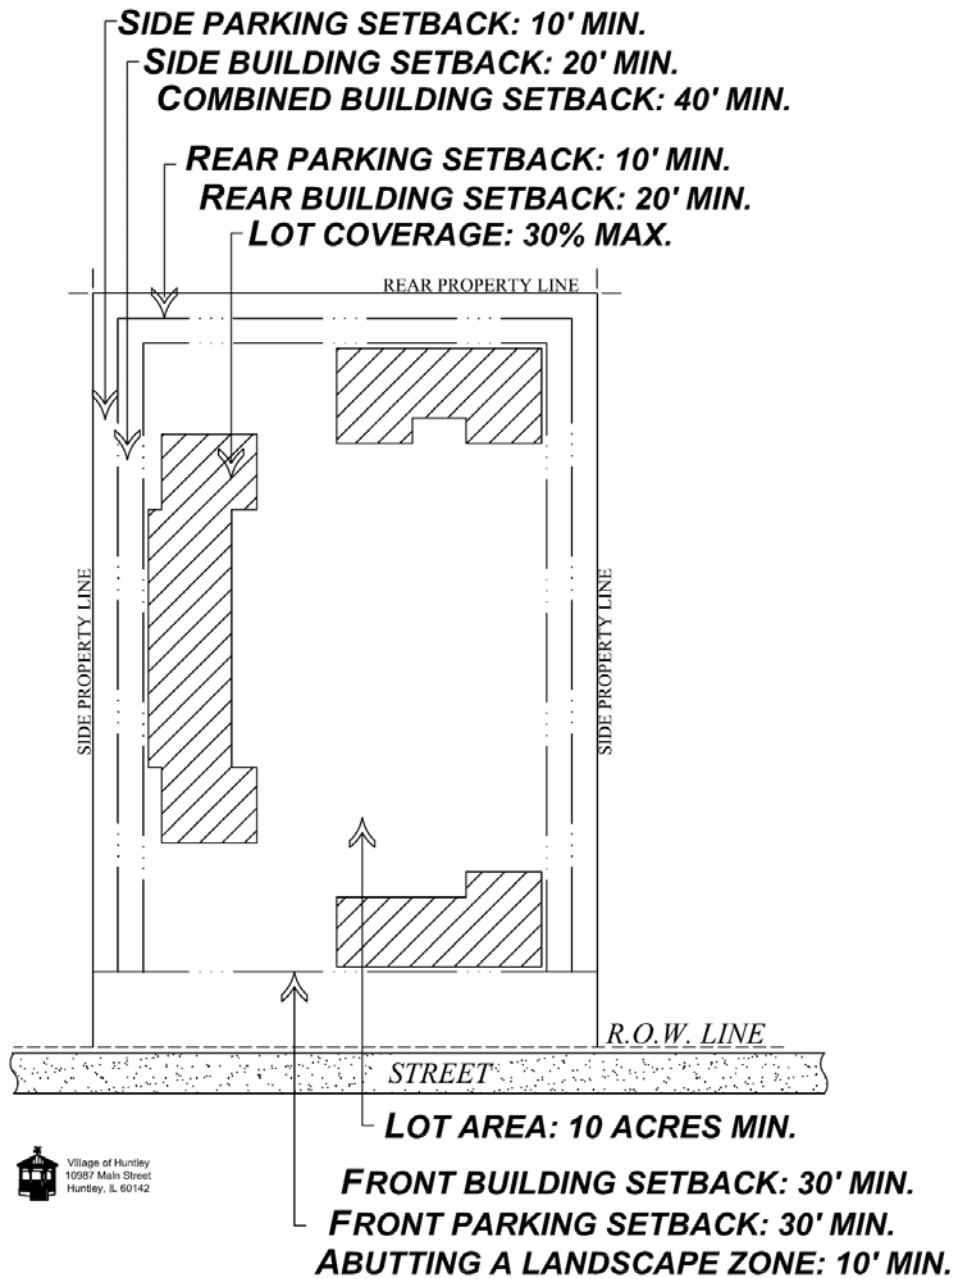 SIDE PARKING SETBACK: 10' MIN.
SIDE BUILDING SETBACK: 20' MIN.
COMBINED BUILDING SETBACK: 40' MIN.
REAR PARKING SETBACK: 10' MIN.
REAR BUILDING SETBACK: 20' MIN.
LOT COVERAGE: 30% MAX.
REAR PROPERTY LINE
SIDE PROPERTY LINE
SIDE PROPERTY LINE
R.O.W. LINE
STREET
LOT AREA: 10 ACRES MIN.
Village of Huntley
10987 Main Street
Huntley, IL 60142
FRONT BUILDING SETBACK: 30' MIN.
FRONT PARKING SETBACK: 30' MIN.
ABUTTING A LANDSCAPE ZONE: 10' MIN.